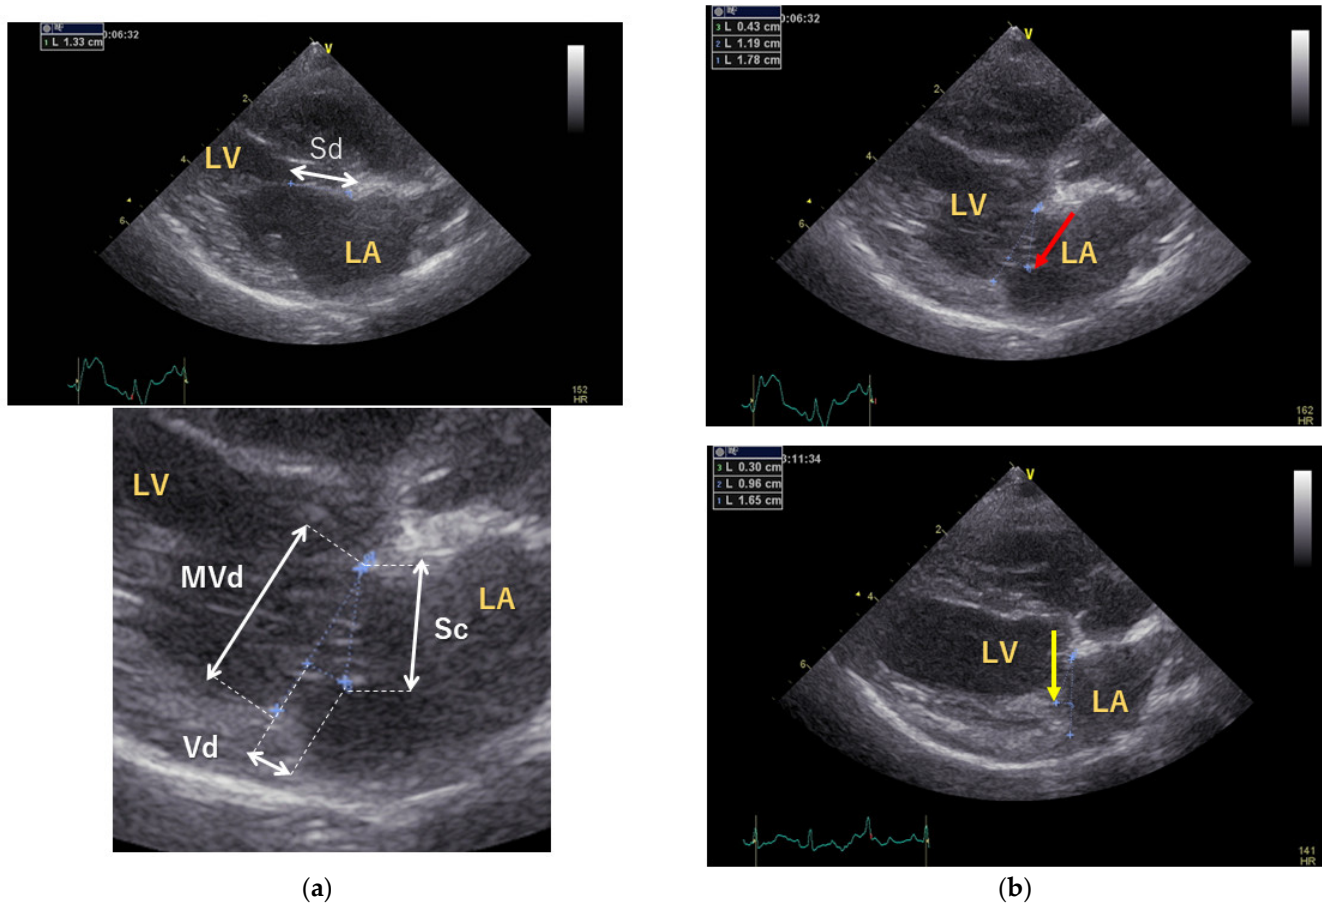 1 L 1.33 cm
0:06:32
V
2
Sd
LV
4
LA
6
152
HR
LV
MVd
LA
Sc
Vd
(a)
3 L 0.43 cm
2 L 1.19 cm
1 L 1.78 cm
0:06:32
V
2
4
LV
6
LA
162
HR
3 L 0.30 cm
2 L 0.96 cm
1 L 1.65 cm
3:11:34
V
2
4
LV
6
LA
141
HR
(b)